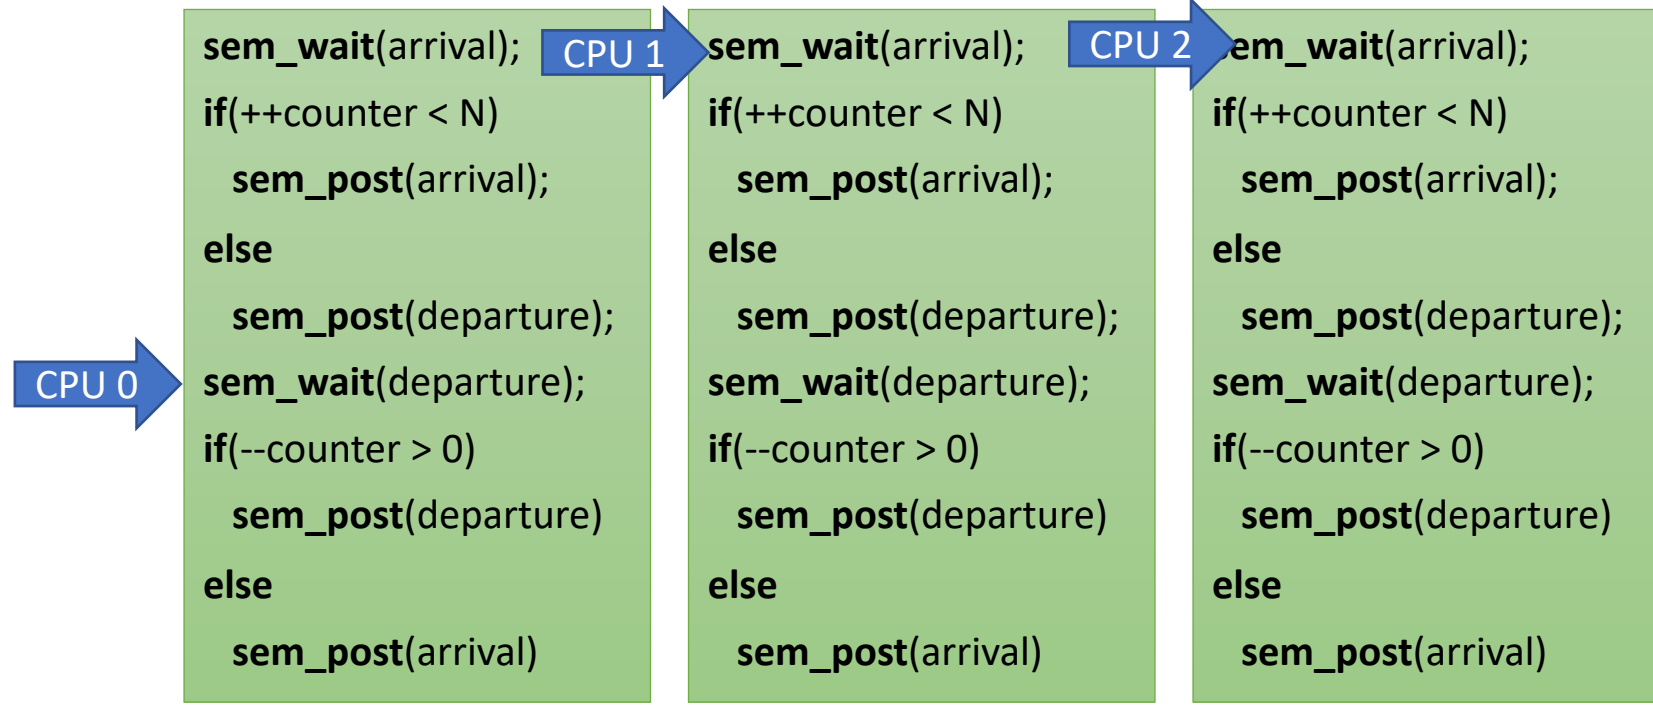 CPU 0
sem_wait(arrival);
if(++counter < N)
sem_post(arrival);
else
sem_post(departure);
sem_wait(departure);
if(--counter > 0)
sem_post(departure)
else
sem_post(arrival)
CPU 1
sem_wait(arrival);
if(++counter < N)
sem_post(arrival);
else
sem_post(departure);
sem_wait(departure);
if(--counter > 0)
sem_post(departure)
else
sem_post(arrival)
CPU 2
sem_wait(arrival);
if(++counter < N)
sem_post(arrival);
else
sem_post(departure);
sem_wait(departure);
if(--counter > 0)
sem_post(departure)
else
sem_post(arrival)